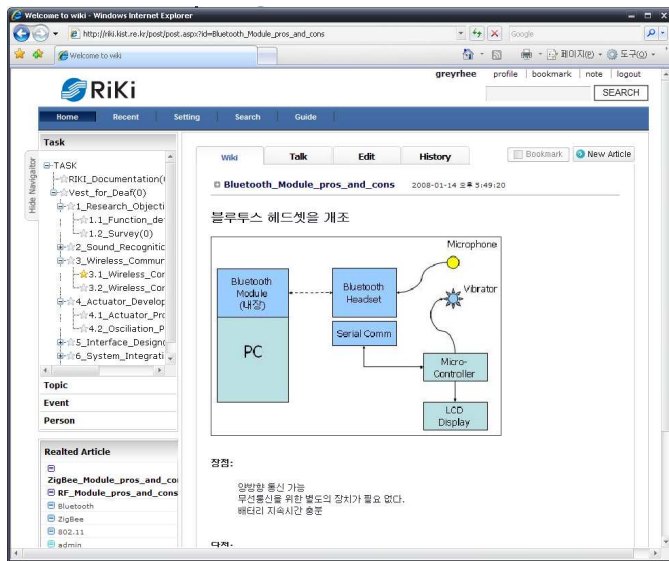 Welcome to wiki - Windows Internet Explorer
http://riki.kist.re.kr/post/post.aspx?id=Bluetooth_Module_pros_and_cons
Google
Welcome to wiki
페이지(P)
도구(O)
greyrhee profile | bookmark | note | logout
RiKi
SEARCH
Home Recent Setting Search Guide
Hide Navigaitor
Task
TASK
RIKI_Documentation(
Vest_for_Deaf(0)
1_Research_Objecti
1.1_Function_de
1.2_Survey(0)
2_Sound_Recognitic
3_Wireless_Commur
3.1_Wireless_Cor
3.2_Wireless_Cor
4_Actuator_Develop
4.1_Actuator_Pro
4.2_Osciliation_P
5_Interface_Design(
6_System_Integrati
Topic
Event
Person
Realted Article
ZigBee_Module_pros_and_co
RF_Module_pros_and_cons
Bluetooth
ZigBee
802.11
admin
Wiki Talk Edit History
Bookmark New Article
Bluetooth_Module_pros_and_cons 2008-01-14 오후 5:49:20
블루투스 헤드셋을 개조
Microphone
Bluetooth
Module
(내장)
Bluetooth
Headset
Vibrator
Serial Comm
PC
Micro-
Controller
LCD
Display
장점:
양방향 통신 가능
무선통신을 위한 별도의 장치가 필요 없다.
배터리 지속시간 충분